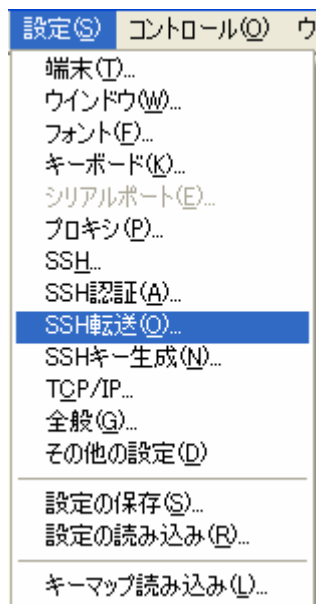 設定(S) コントロール(O) ウ
端末(T)...
ウインドウ(W)...
フォント(F)...
キーボード(K)...
シリアルポート(E)...
プロキシ(P)...
SSH...
SSH認証(A)...
SSH転送(O)...
SSHキー生成(N)...
TCP/IP...
全般(G)...
その他の設定(D)
設定の保存(S)...
設定の読み込み(R)...
キーマップ読み込み(L)...